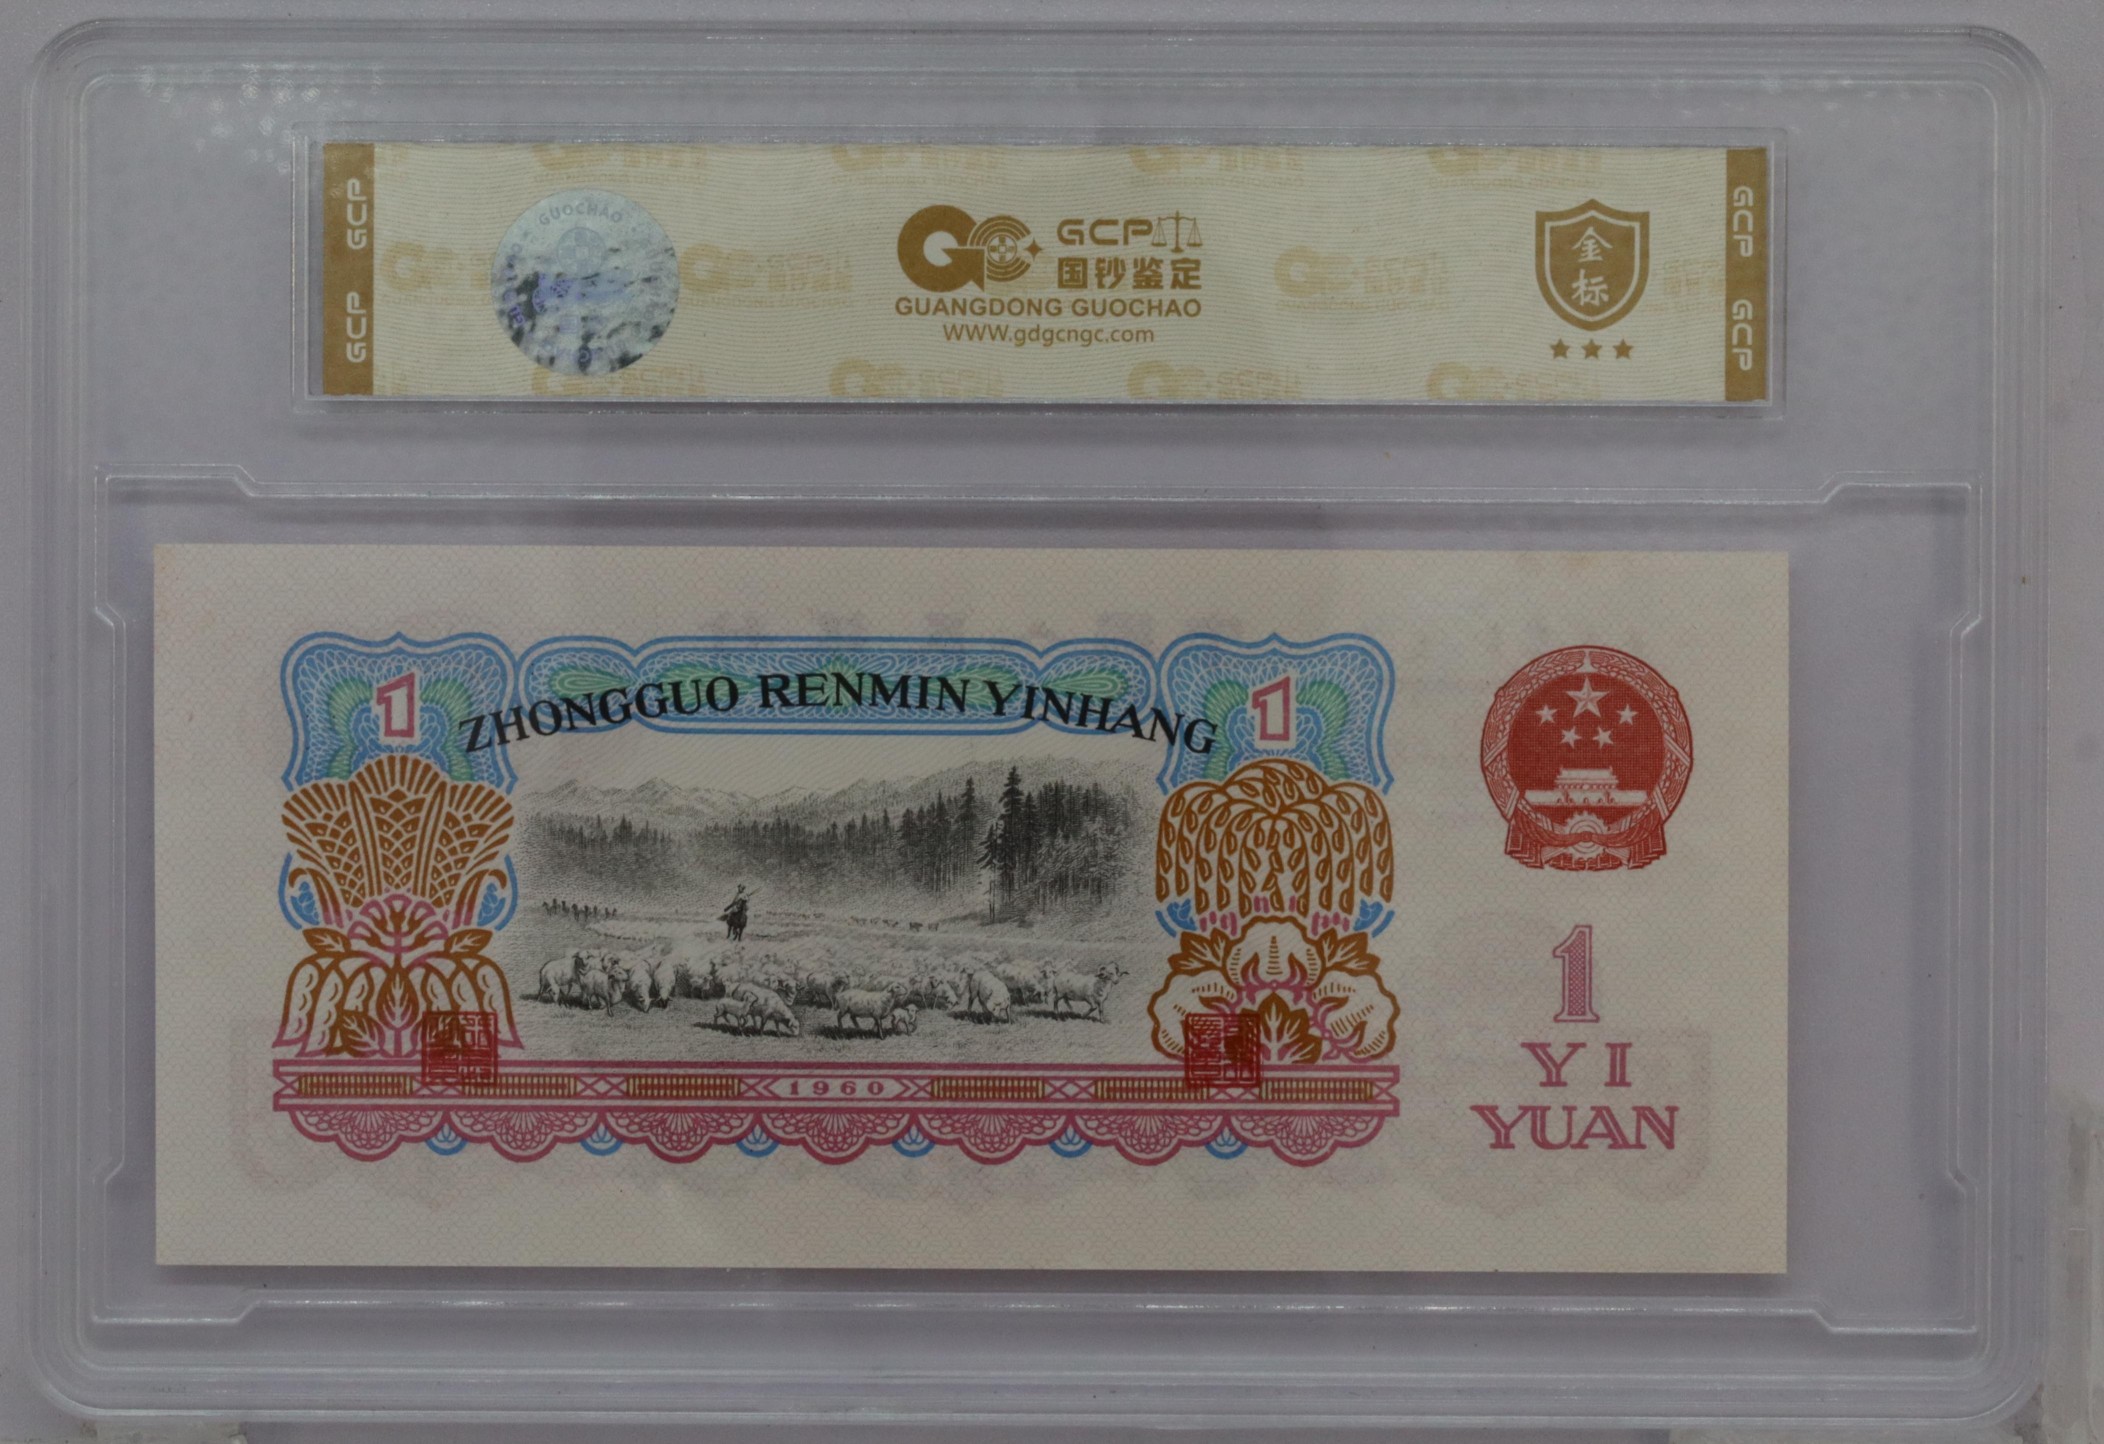 GCP GCP
GUOCHAO
GCP
国钞鉴定
GUANGDONG GUOCHAO
WWW.gdgcngc.com
金
标
GCP GCP
1
ZHONGGUO RENMIN YINHANG
1
1960
1
YI
YUAN